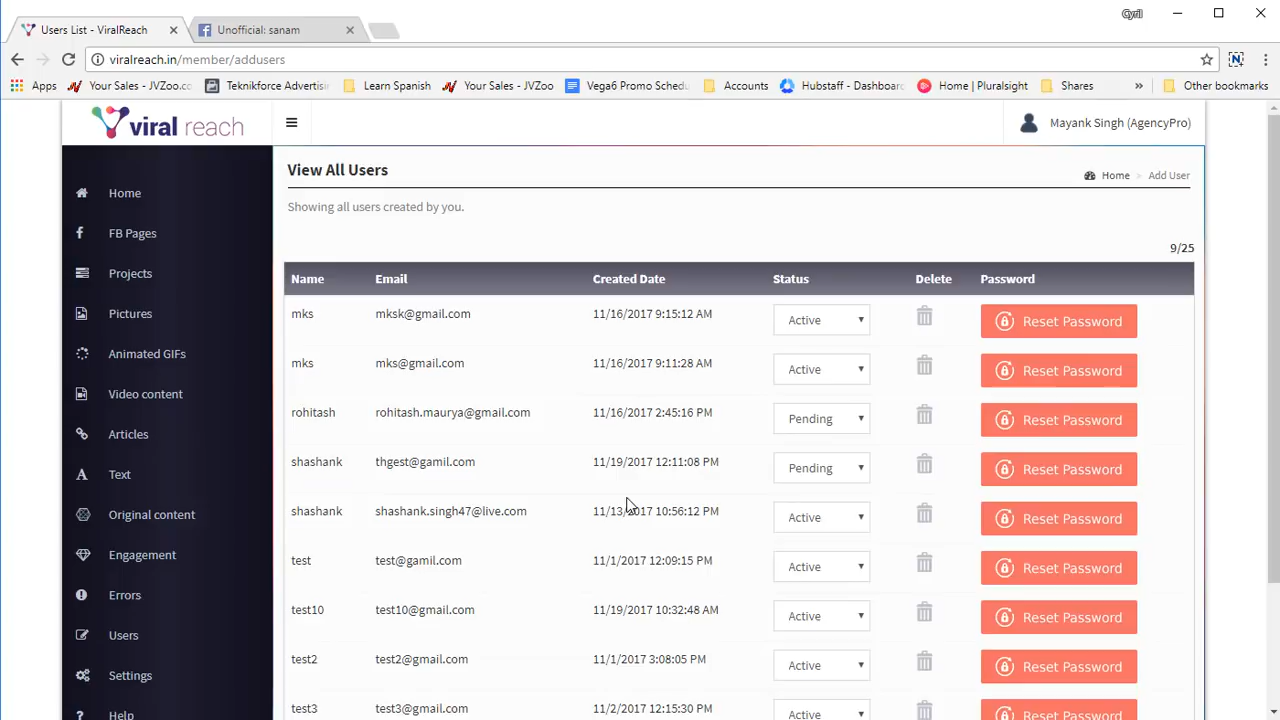 Cyril
Users List - ViralReach
Unofficial: sanam
viralreach.in/member/addusers
Apps
Your Sales - JVZoo.co
Teknikforce Advertisi
Learn Spanish
Your Sales - JVZoo
Vega6 Promo Schedu
Accounts
Hubstaff - Dashboar
Home | Pluralsight
Shares
»
Other bookmarks
viral reach
Mayank Singh (AgencyPro)
View All Users
Home > Add User
Showing all users created by you.
9/25
Name Email Created Date Status Delete Password
mks mksk@gmail.com 11/16/2017 9:15:12 AM Active Reset Password
mks mks@gmail.com 11/16/2017 9:11:28 AM Active Reset Password
rohitash rohitash.maurya@gmail.com 11/16/2017 2:45:16 PM Pending Reset Password
shashank thgest@gamil.com 11/19/2017 12:11:08 PM Pending Reset Password
shashank shashank.singh47@live.com 11/13/2017 10:56:12 PM Active Reset Password
test test@gamil.com 11/1/2017 12:09:15 PM Active Reset Password
test10 test10@gmail.com 11/19/2017 10:32:48 AM Active Reset Password
test2 test2@gmail.com 11/1/2017 3:08:05 PM Active Reset Password
test3 test3@gmail.com 11/2/2017 12:15:30 PM Active Reset Password
Home
FB Pages
Projects
Pictures
Animated GIFs
Video content
Articles
Text
Original content
Engagement
Errors
Users
Settings
Help